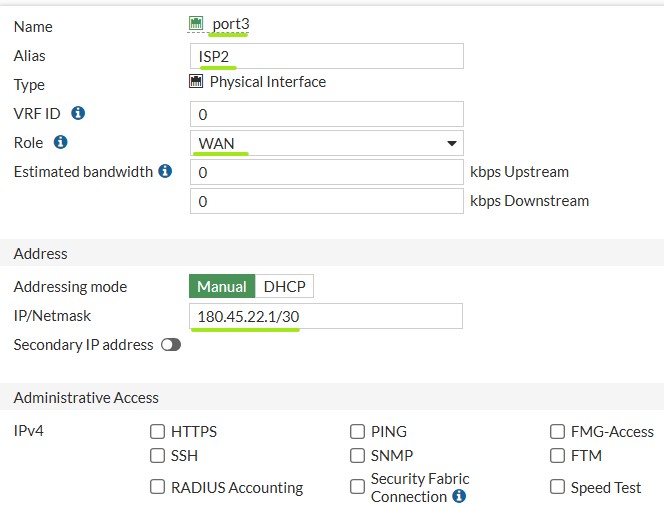 Name port3
Alias ISP2
Type Physical Interface
VRF ID 0
Role WAN
Estimated bandwidth 0 kbps Upstream
0 kbps Downstream
Address
Addressing mode Manual DHCP
IP/Netmask 180.45.22.1/30
Secondary IP address
Administrative Access
IPv4 HTTPS PING FMG-Access
SSH SNMP FTM
RADIUS Accounting Security Fabric Connection Speed Test